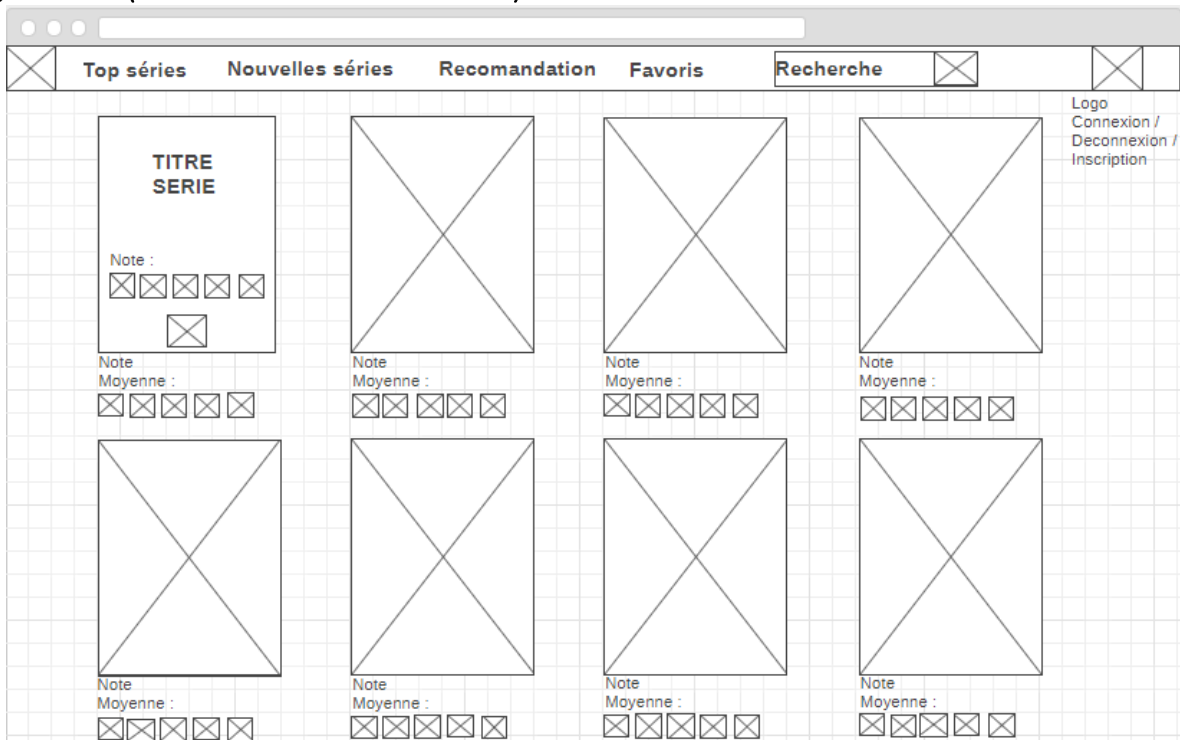 Top séries
Nouvelles séries
Recomandation
Favoris
Recherche
Logo
Connexion /
Deconnexion /
Inscription
TITRE
SERIE
Note :
Note
Moyenne :
Note
Moyenne :
Note
Moyenne :
Note
Moyenne :
Note
Moyenne :
Note
Moyenne :
Note
Moyenne :
Note
Moyenne :